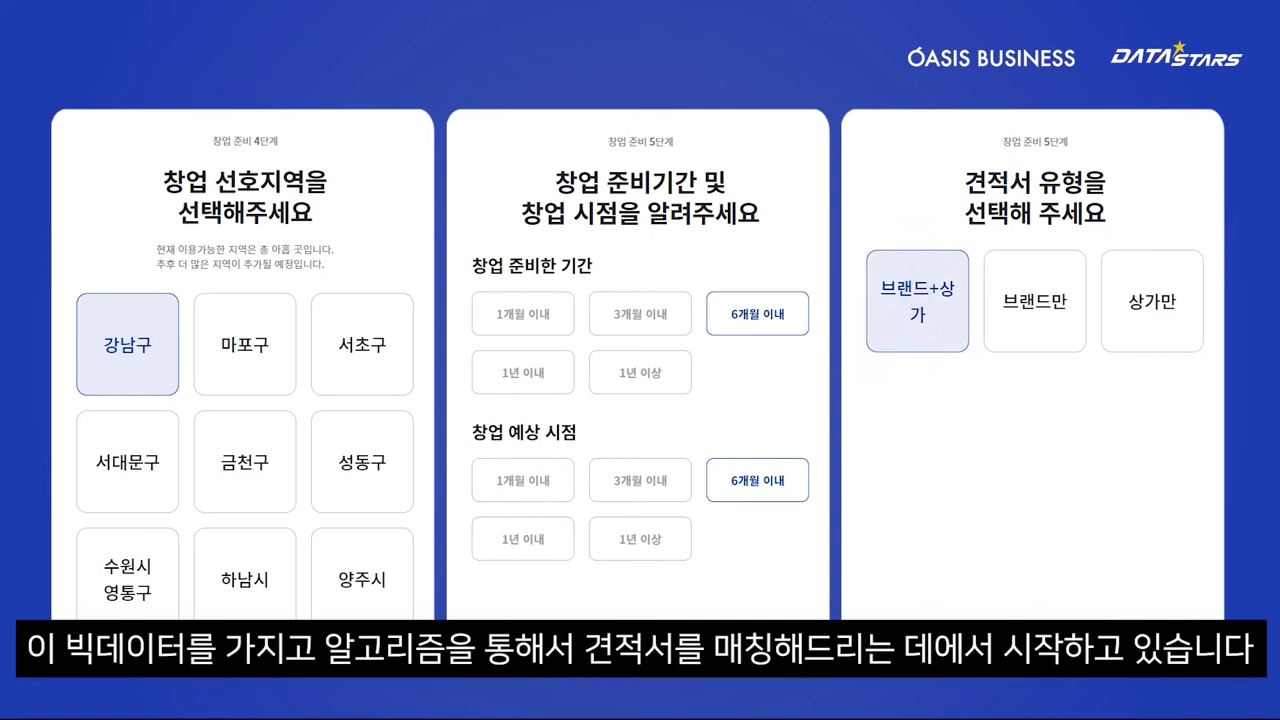 OASIS BUSINESS
DATA STARS
창업 준비 4단계
창업 선호지역을
선택해주세요
현재 이용가능한 지역은 총 아홉 곳입니다.
추후 더 많은 지역이 추가될 예정입니다.
강남구
마포구
서초구
서대문구
금천구
성동구
수원시
영통구
하남시
양주시
창업 준비 5단계
창업 준비기간 및
창업 시점을 알려주세요
창업 준비한 기간
1개월 이내
3개월 이내
6개월 이내
1년 이내
1년 이상
창업 예상 시점
1개월 이내
3개월 이내
6개월 이내
1년 이내
1년 이상
창업 준비 5단계
견적서 유형을
선택해 주세요
브랜드+상
가
브랜드만
상가만
이 빅데이터를 가지고 알고리즘을 통해서 견적서를 매칭해드리는 데에서 시작하고 있습니다